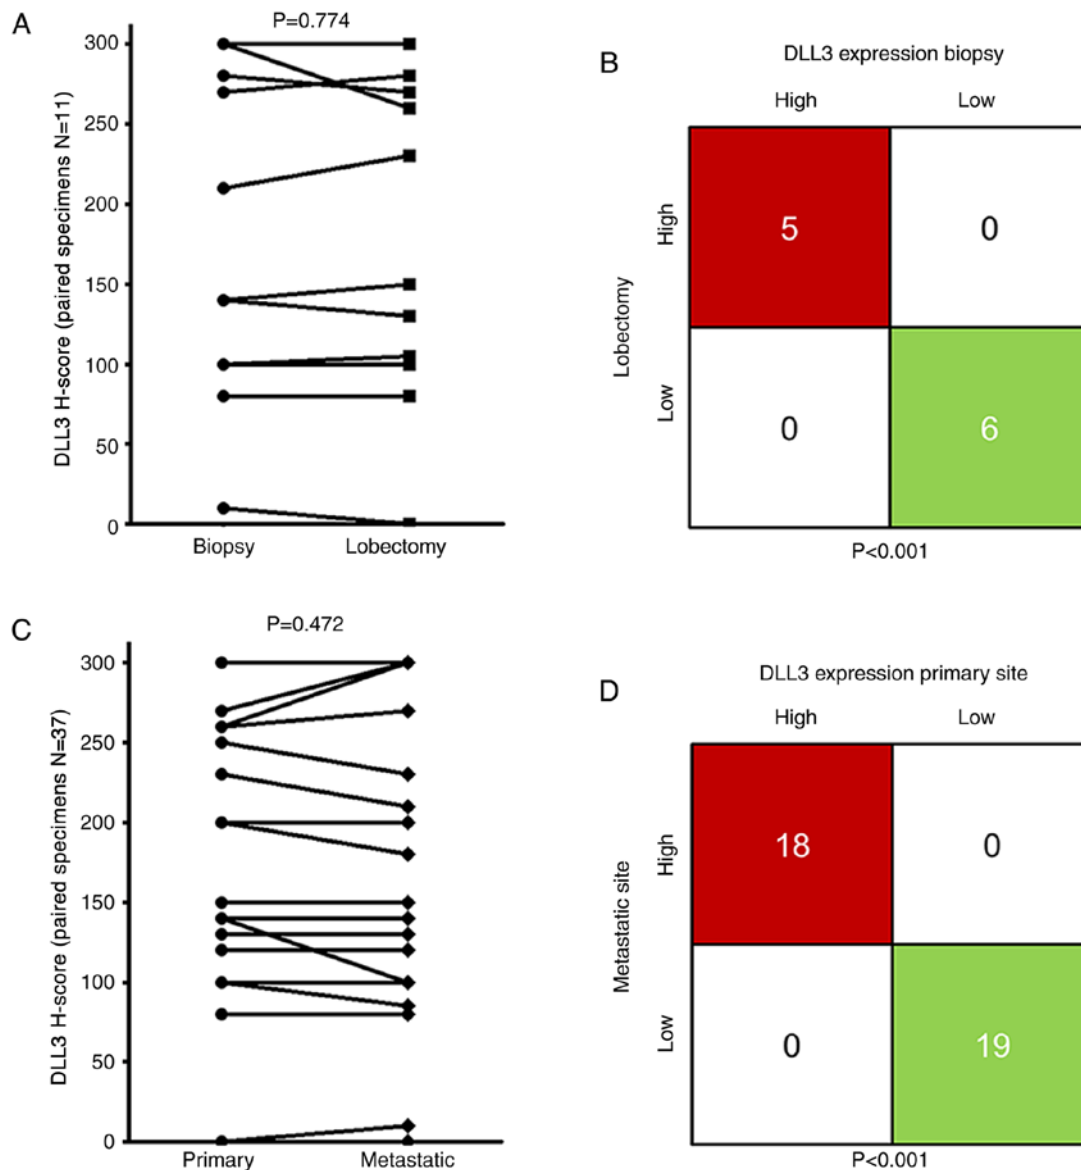 A
P=0.774
DLL3 H-score (paired specimens N=11)
300
250
200
150
100
50
0
Biopsy Lobectomy
B
DLL3 expression biopsy
High Low
Lobectomy
High
5 0
Low
0 6
P<0.001
C
P=0.472
DLL3 H-score (paired specimens N=37)
300
250
200
150
100
50
0
Primary Metastatic
D
DLL3 expression primary site
High Low
Metastatic site
High
18 0
Low
0 19
P<0.001